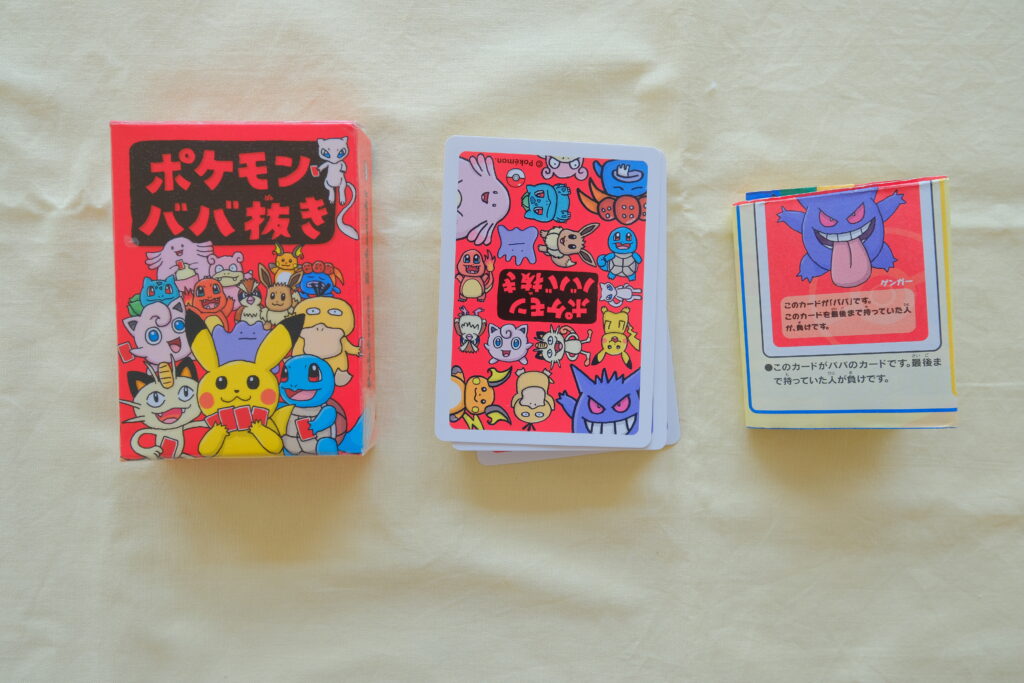 ポケモン
ば
ババ抜き
© Pokémon.
ポケモン
ババ抜き
ゲンガー
このカードが「ババ」です。
このカードを最後まで持っていた人
が、負けです。
●このカードがババのカードです。最後ま
で持っていた人が負けです。